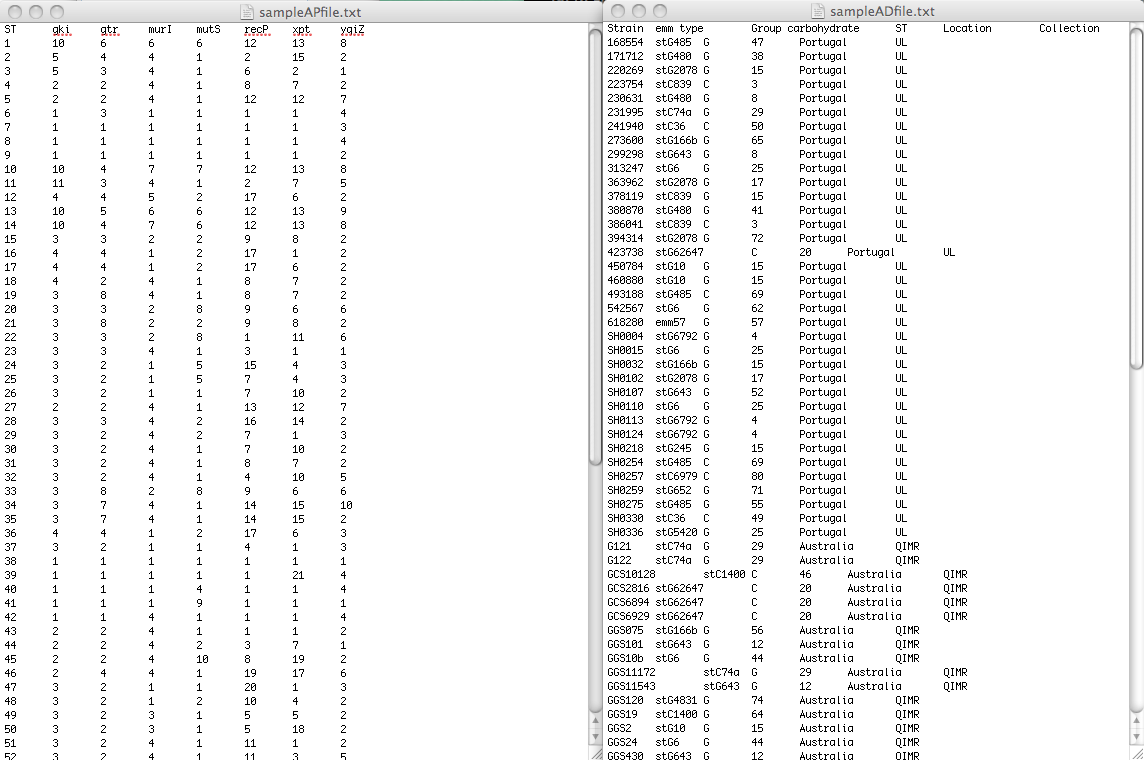 sampleAPfile.txt
ST gki gtr murI mutS recP xpt yqiZ
1 10 6 6 6 12 13 8
2 5 4 4 1 2 15 2
3 5 3 4 1 6 2 1
4 2 2 4 1 8 7 2
5 2 2 4 1 12 12 7
6 1 3 1 1 1 1 4
7 1 1 1 1 1 1 3
8 1 1 1 1 1 1 4
9 1 1 1 1 1 1 2
10 10 4 7 7 12 13 8
11 11 3 4 1 2 7 5
12 4 4 5 2 17 6 2
13 10 5 6 6 12 13 9
14 10 4 7 6 12 13 8
15 3 3 2 2 9 8 2
16 4 4 1 2 17 1 2
17 4 4 1 2 17 6 2
18 4 2 4 1 8 7 2
19 3 8 4 1 8 7 2
20 3 3 2 8 9 6 6
21 3 8 2 2 9 8 2
22 3 3 2 8 1 11 6
23 3 3 4 1 3 1 1
24 3 2 1 5 15 4 3
25 3 2 1 5 7 4 3
26 3 2 1 1 7 10 2
27 2 2 4 1 13 12 7
28 3 3 4 2 16 14 2
29 3 2 4 2 7 1 3
30 3 2 4 1 7 10 2
31 3 2 4 1 8 7 2
32 3 2 4 1 4 10 5
33 3 8 2 8 9 6 6
34 3 7 4 1 14 15 10
35 3 7 4 1 14 15 2
36 4 4 1 2 17 6 3
37 3 2 1 1 4 1 3
38 1 1 1 1 1 1 1
39 1 1 1 1 1 21 4
40 1 1 1 4 1 1 4
41 1 1 1 9 1 1 1
42 1 1 4 1 1 1 4
43 2 2 4 1 1 1 2
44 2 2 4 2 3 7 1
45 2 2 4 10 8 19 2
46 2 4 4 1 19 17 6
47 3 2 1 1 20 1 3
48 3 2 1 2 10 4 2
49 3 2 3 1 5 5 2
50 3 2 3 1 5 18 2
51 3 2 4 1 11 1 2
52 3 2 4 1 11 3 5
sampleADfile.txt
Strain emm type Group carbohydrate ST Location Collection
168554 stG485 G 47 Portugal UL
171712 stG480 G 38 Portugal UL
220269 stG2078 G 15 Portugal UL
223754 stC839 C 3 Portugal UL
230631 stG480 G 8 Portugal UL
231995 stC74a G 29 Portugal UL
241940 stC36 C 50 Portugal UL
273600 stG166b G 65 Portugal UL
299298 stG643 G 8 Portugal UL
313247 stG6 G 25 Portugal UL
363962 stG2078 G 17 Portugal UL
378119 stC839 G 15 Portugal UL
380870 stG480 G 41 Portugal UL
386041 stC839 C 3 Portugal UL
394314 stG2078 G 72 Portugal UL
423738 stG62647 C 20 Portugal UL
450784 stG10 G 15 Portugal UL
460880 stG10 G 15 Portugal UL
493188 stG485 C 69 Portugal UL
542567 stG6 G 62 Portugal UL
618280 emm57 G 57 Portugal UL
SH0004 stG6792 G 4 Portugal UL
SH0015 stG6 G 25 Portugal UL
SH0032 stG166b G 15 Portugal UL
SH0102 stG2078 G 17 Portugal UL
SH0107 stG643 G 52 Portugal UL
SH0110 stG6 G 25 Portugal UL
SH0113 stG6792 G 4 Portugal UL
SH0124 stG6792 G 4 Portugal UL
SH0218 stG245 G 15 Portugal UL
SH0254 stG485 C 69 Portugal UL
SH0257 stC6979 C 80 Portugal UL
SH0259 stG652 G 71 Portugal UL
SH0275 stG485 G 55 Portugal UL
SH0330 stC36 C 49 Portugal UL
SH0336 stG5420 G 25 Portugal UL
G121 stC74a G 29 Australia QIMR
G122 stC74a G 29 Australia QIMR
GCS10128 stC1400 C 46 Australia QIMR
GCS2816 stG62647 C 20 Australia QIMR
GCS6894 stG62647 C 20 Australia QIMR
GCS6929 stG62647 C 20 Australia QIMR
GGS075 stG166b G 56 Australia QIMR
GGS101 stG643 G 12 Australia QIMR
GGS10b stG6 G 44 Australia QIMR
GGS11172 stC74a G 29 Australia QIMR
GGS11543 stG643 G 12 Australia QIMR
GGS120 stG4831 G 74 Australia QIMR
GGS19 stC1400 G 64 Australia QIMR
GGS2 stG10 G 15 Australia QIMR
GGS24 stG6 G 44 Australia QIMR
GGS430 stG643 G 12 Australia QIMR